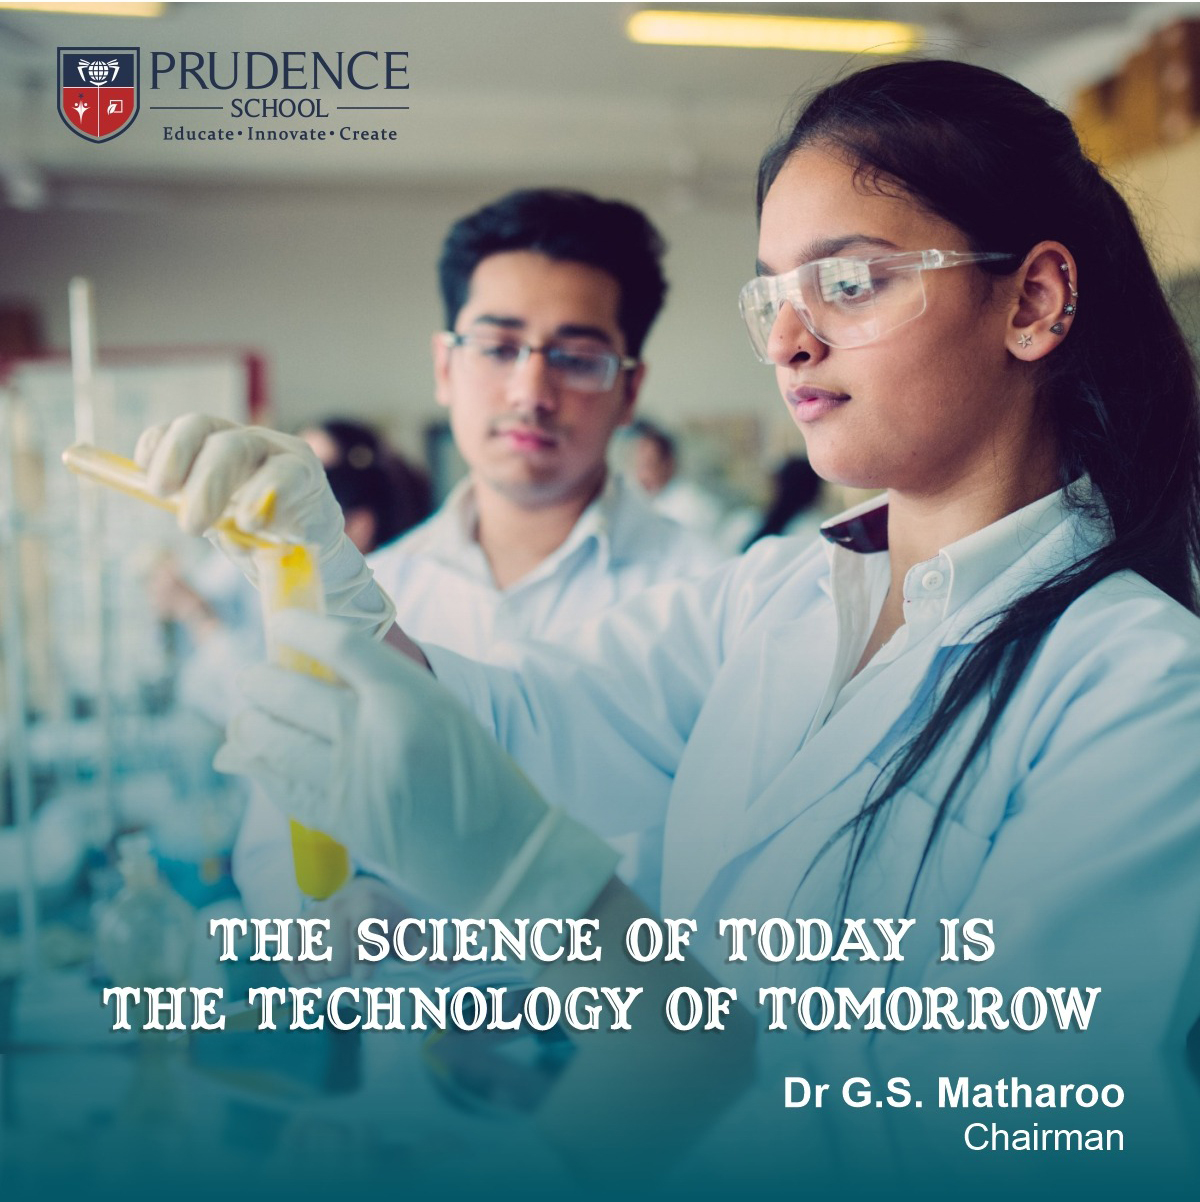 PRUDENCE
SCHOOL
Educate • Innovate • Create
THE SCIENCE OF TODAY IS
THE TECHNOLOGY OF TOMORROW
Dr G.S. Matharoo
Chairman